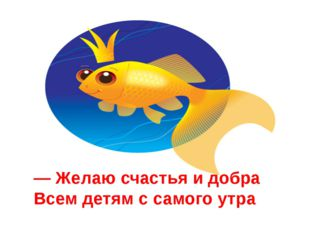 — Желаю счастья и добра
Всем детям с самого утра